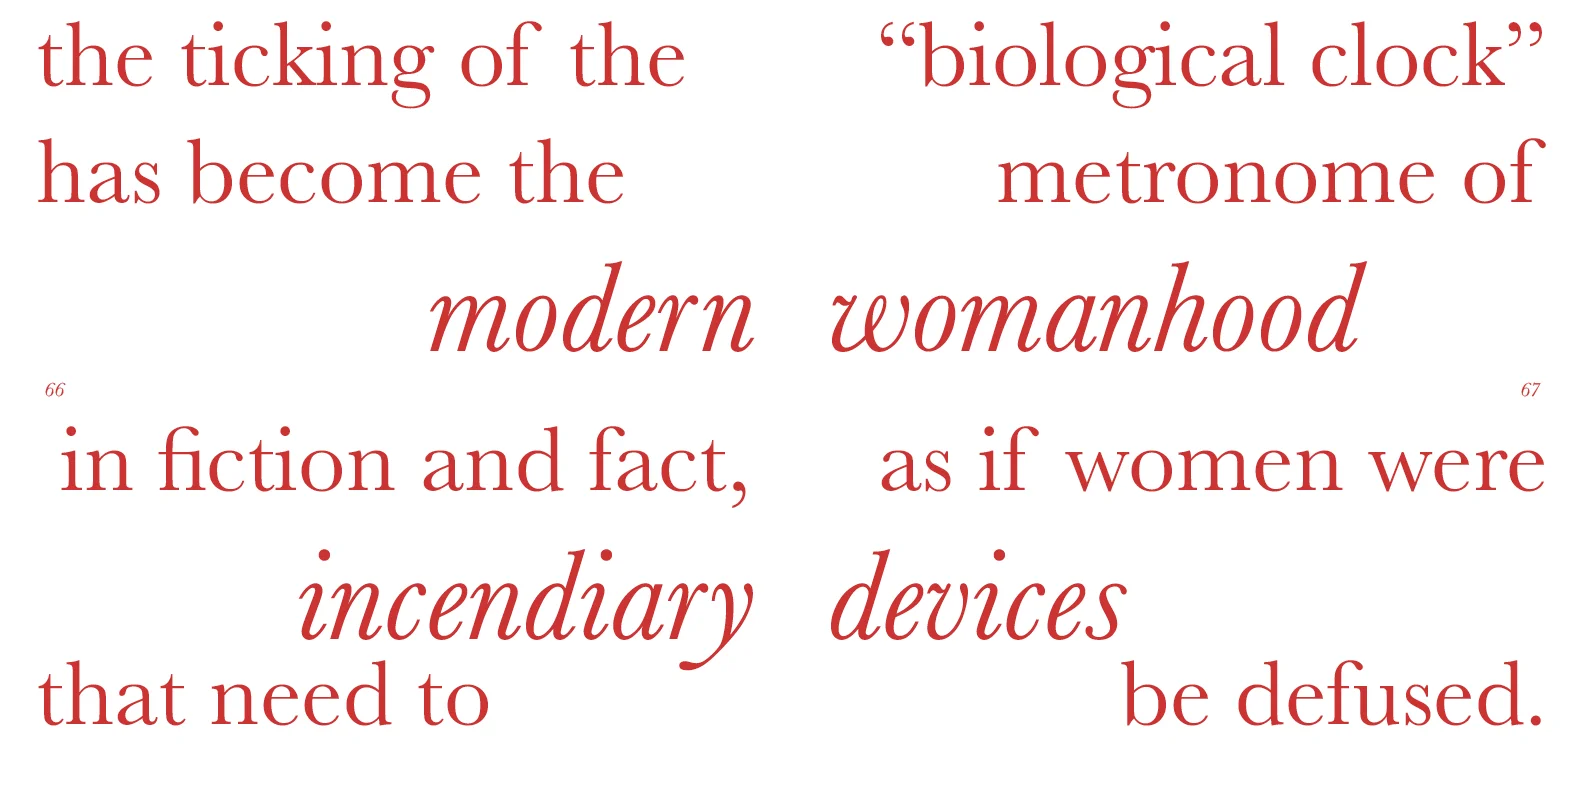 the ticking of the “biological clock”
has become the metronome of
modern womanhood
66 67
in fiction and fact, as if women were
incendiary devices
that need to be defused.